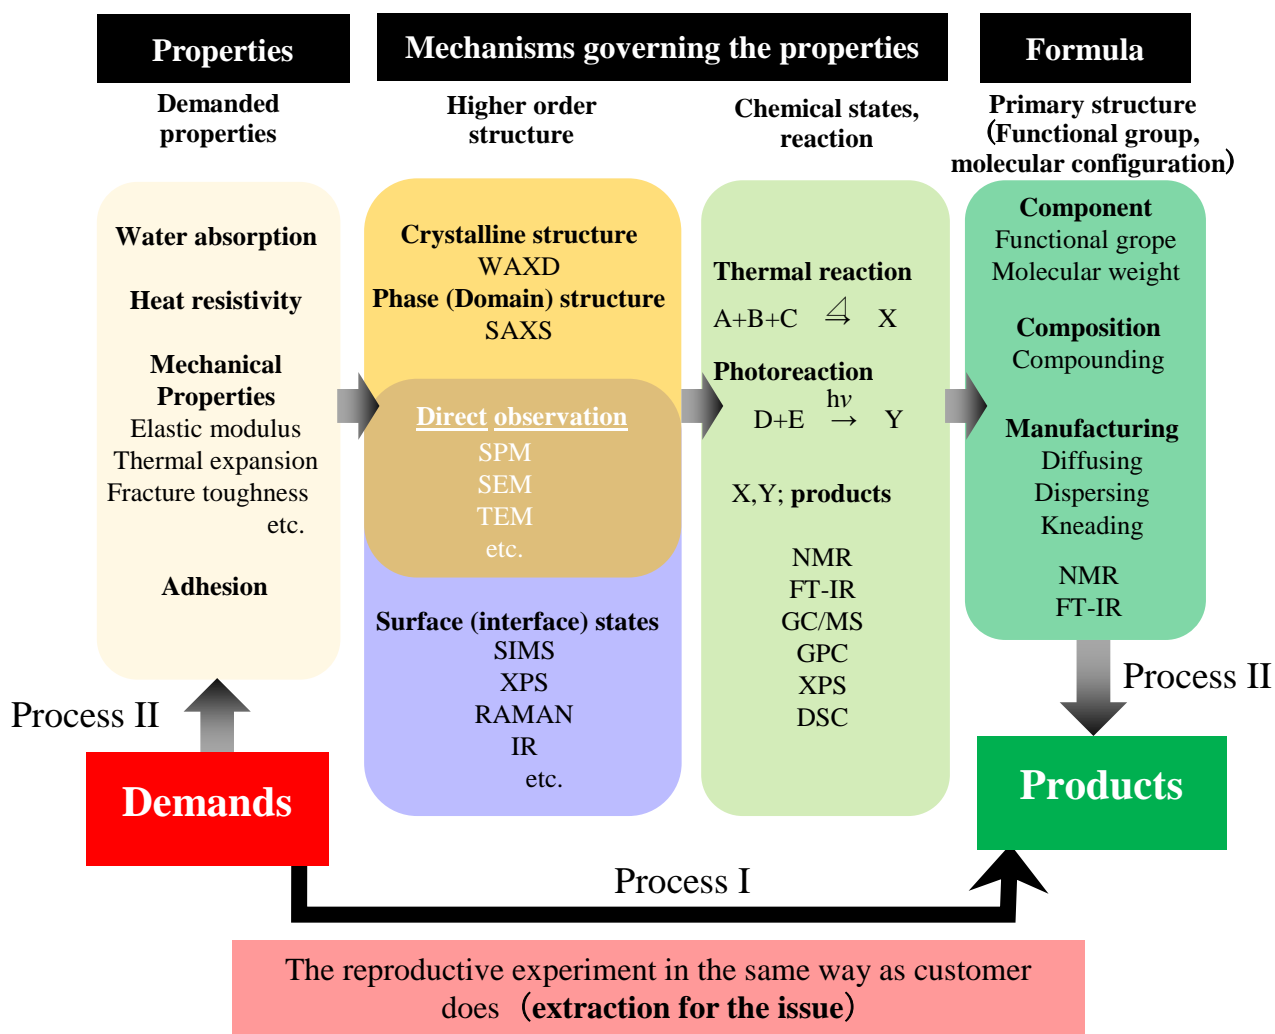 Properties
Mechanisms governing the properties
Formula
Demanded
properties
Higher order
structure
Chemical states,
reaction
Primary structure
(Functional group,
molecular configuration)
Water absorption
Heat resistivity
Mechanical
Properties
Elastic modulus
Thermal expansion
Fracture toughness
etc.
Adhesion
Crystalline structure
WAXD
Phase (Domain) structure
SAXS
Direct observation
SPM
SEM
TEM
etc.
Surface (interface) states
SIMS
XPS
RAMAN
IR
etc.
Thermal reaction
A+B+C ⇉ X
Photoreaction
hν
D+E → Y
X,Y; products
NMR
FT-IR
GC/MS
GPC
XPS
DSC
Component
Functional grope
Molecular weight
Composition
Compounding
Manufacturing
Diffusing
Dispersing
Kneading
NMR
FT-IR
Process II
Process II
Demands
Products
Process I
The reproductive experiment in the same way as customer
does (extraction for the issue)